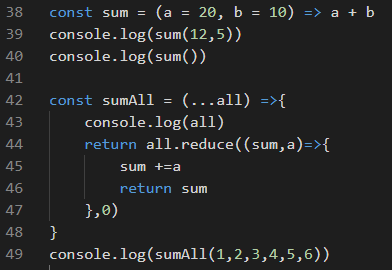 38 const sum = (a = 20, b = 10) => a + b
39 console.log(sum(12,5))
40 console.log(sum())
41
42 const sumAll = (...all) =>{
43     console.log(all)
44     return all.reduce((sum,a)=>{
45         sum +=a
46         return sum
47     },0)
48 }
49 console.log(sumAll(1,2,3,4,5,6))